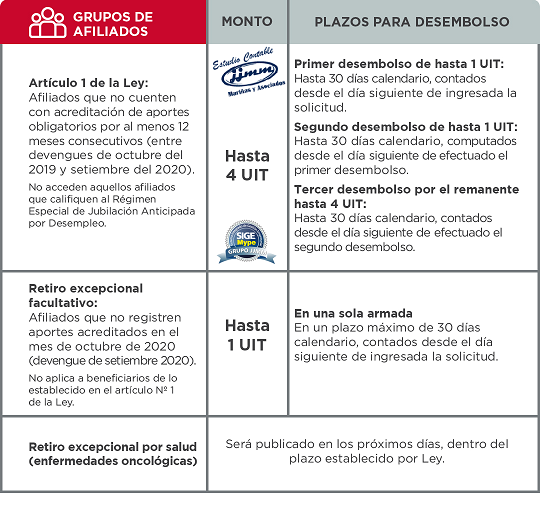 GRUPOS DE
AFILIADOS
MONTO
PLAZOS PARA DESEMBOLSO
Artículo 1 de la Ley:
Afiliados que no cuenten
con acreditación de aportes
obligatorios por al menos 12
meses consecutivos (entre
devengues de octubre del
2019 y setiembre del 2020).
No acceden aquellos afiliados
que califiquen al Régimen
Especial de Jubilación Anticipada
por Desempleo.
Estudio Contable
jjmm
Mariñas y Asociados
Hasta
4 UIT
SIGE
Mype
Primer desembolso de hasta 1 UIT:
Hasta 30 días calendario, contados
desde el día siguiente de ingresada la
solicitud.
Segundo desembolso de hasta 1 UIT:
Hasta 30 días calendario, computados
desde el día siguiente de efectuado el
primer desembolso.
Tercer desembolso por el remanente
hasta 4 UIT:
Hasta 30 días calendario, contados
desde el día siguiente de efectuado el
segundo desembolso.
Retiro excepcional
facultativo:
Afiliados que no registren
aportes acreditados en el
mes de octubre de 2020
(devengue de setiembre 2020).
No aplica a beneficiarios de lo
establecido en el artículo Nº 1
de la Ley.
Hasta
1 UIT
En una sola armada
En un plazo máximo de 30 días
calendario, contados desde el día
siguiente de ingresada la solicitud.
Retiro excepcional por salud
(enfermedades oncológicas)
Será publicado en los próximos días, dentro del
plazo establecido por Ley.